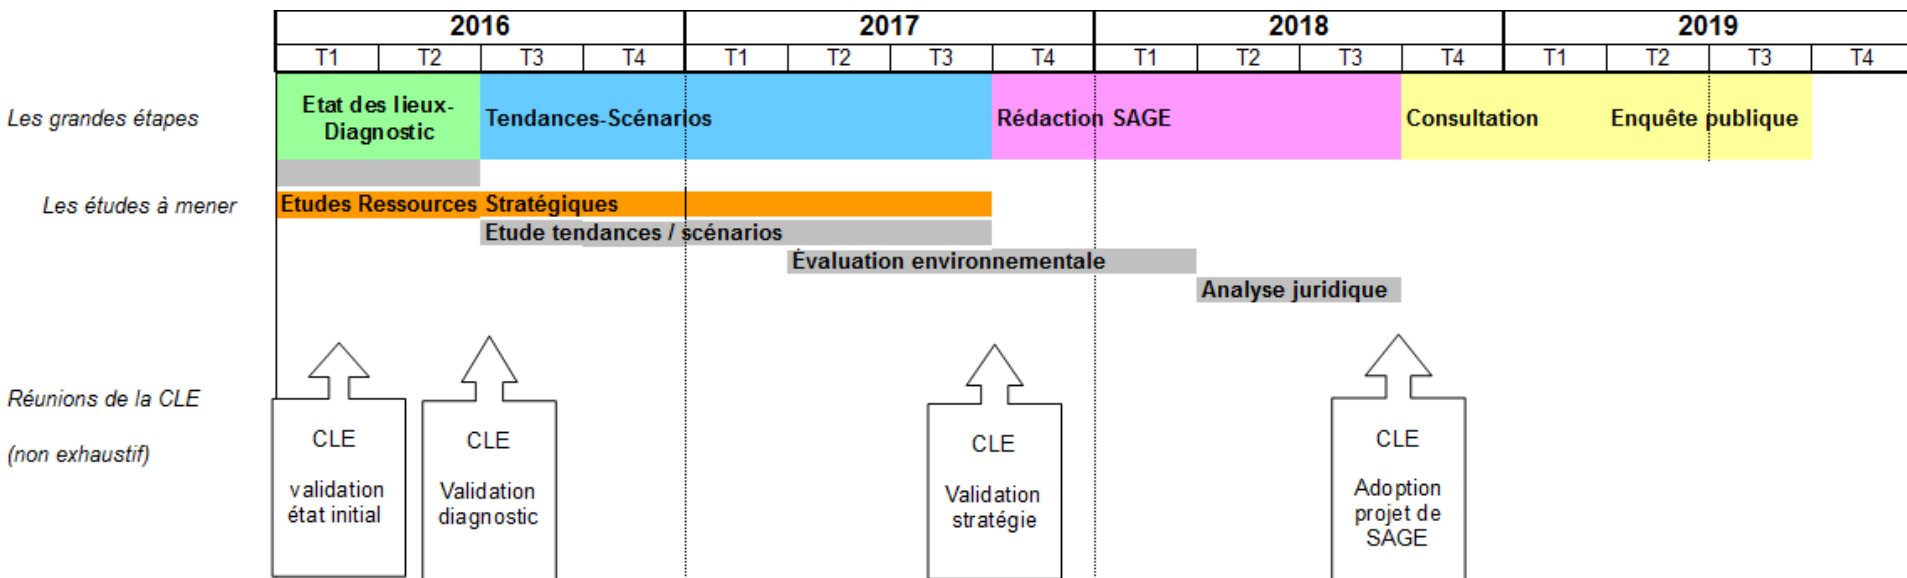 2016 2017 2018 2019
T1 T2 T3 T4 T1 T2 T3 T4 T1 T2 T3 T4 T1 T2 T3 T4
Les grandes étapes
Etat des lieux-
Diagnostic
Tendances-Scénarios
Rédaction SAGE
Consultation
Enquête publique
Les études à mener
Etudes Ressources Stratégiques
Etude tendances / scénarios
Évaluation environnementale
Analyse juridique
Réunions de la CLE
(non exhaustif)
CLE
validation
état initial
CLE
Validation
diagnostic
CLE
Validation
stratégie
CLE
Adoption
projet de
SAGE